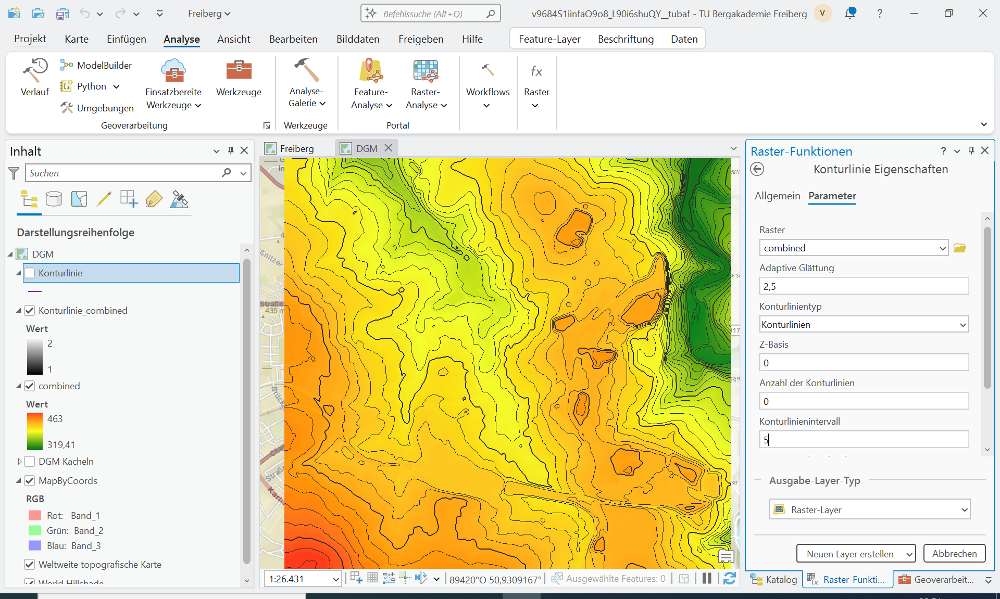 Freiberg
Befehlssuche (Alt+Q)
v9684S1iinfaO9o8_L90i6shuQY__tubaf - TU Bergakademie Freiberg
V
?
Projekt
Karte
Einfügen
Analyse
Ansicht
Bearbeiten
Bilddaten
Freigeben
Hilfe
Feature-Layer
Beschriftung
Daten
Verlauf
ModelBuilder
Python
Umgebungen
Einsatzbereite
Werkzeuge
Werkzeuge
Geoverarbeitung
Analyse-
Galerie
Werkzeuge
Feature-
Analyse
Raster-
Analyse
Portal
Workflows
fx
Raster
Inhalt
Suchen
Darstellungsreihenfolge
DGM
Konturlinie
Konturlinie_combined
Wert
2
1
combined
Wert
463
319,41
DGM Kacheln
MapByCoords
RGB
Rot: Band_1
Grün: Band_2
Blau: Band_3
Weltweite topografische Karte
World Hillshade
Freiberg
DGM
Straße
435 m
Brücke
Straß
Karl-
1:26.431
N
89420°O 50,9309167°
Ausgewählte Features: 0
Raster-Funktionen
?
Konturlinie Eigenschaften
Allgemein
Parameter
Raster
combined
Adaptive Glättung
2,5
Konturlinientyp
Konturlinien
Z-Basis
0
Anzahl der Konturlinien
0
Konturlinienintervall
5
Ausgabe-Layer-Typ
Raster-Layer
Neuen Layer erstellen
Abbrechen
Katalog
Raster-Funkti...
Geoverarbeit...